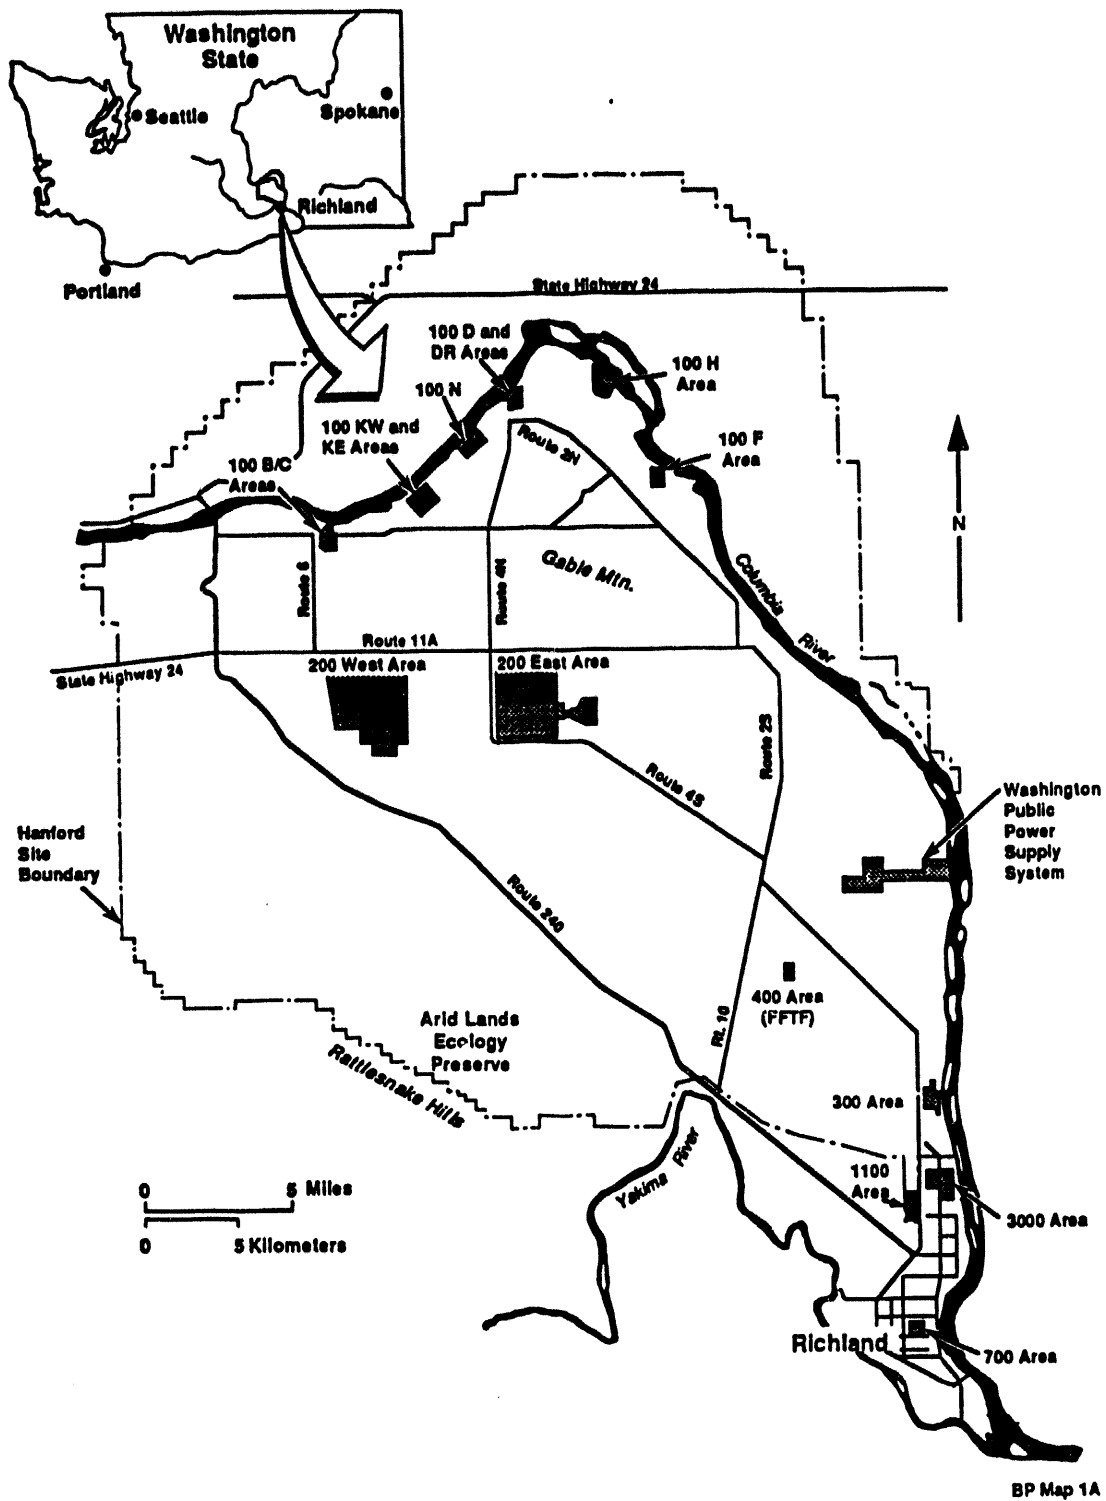 Washington
State
Seattle
Spokane
Richland
Portland
State Highway 24
100 D and
DR Areas
100 H
Area
100 N
100 KW and
KE Areas
Route 2N
100 F
Area
100 B/C
Areas
N
Gable Mtn.
Columbia
River
Route 6
Route 4N
Route 11A
State Highway 24
200 West Area
200 East Area
Route 2S
Route 4S
Washington
Public
Power
Supply
System
Hanford
Site
Boundary
Route 240
400 Area
(FFTF)
Rt. 10
Arid Lands
Ecology
Preserve
Rattlesnake Hills
300 Area
Yakima River
1100
Area
3000 Area
0 5 Miles
0 5 Kilometers
Richland
700 Area
BP Map 1A